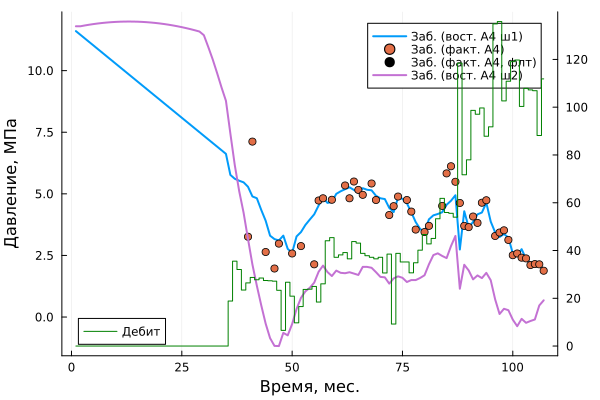 Заб. (вост. А4 ш1)
Заб. (факт. А4)
Заб. (факт. А4, фпт)
Заб. (вост. А4 ш2)
10.0
7.5
5.0
2.5
0.0
120
100
80
60
40
20
0
Давление, МПа
Дебит
0 25 50 75 100
Время, мес.